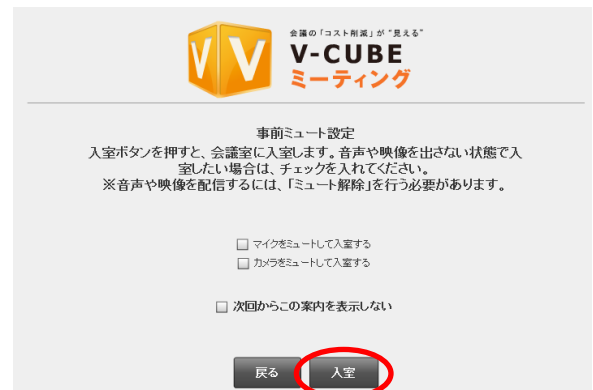 会議の「コスト削減」が“見える”
V-CUBE
ミーティング
事前ミュート設定
入室ボタンを押すと、会議室に入室します。音声や映像を出さない状態で入
室したい場合は、チェックを入れてください。
※音声や映像を配信するには、「ミュート解除」を行う必要があります。
マイクをミュートして入室する
カメラをミュートして入室する
次回からこの案内を表示しない
戻る 入室